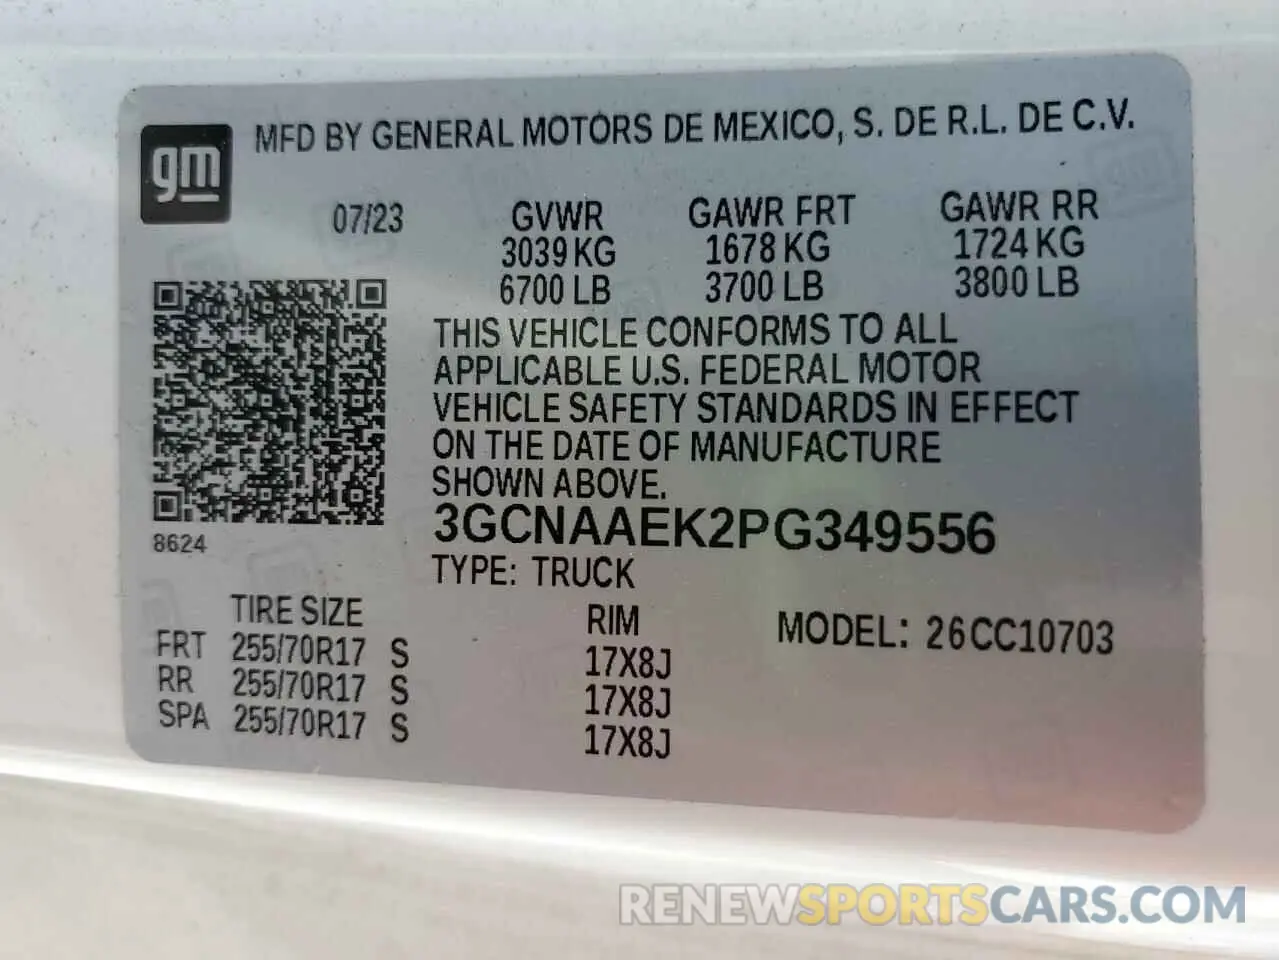 gm
MFD BY GENERAL MOTORS DE MEXICO, S. DE R.L. DE C.V.
07/23 GVWR GAWR FRT GAWR RR
3039 KG 1678 KG 1724 KG
6700 LB 3700 LB 3800 LB
THIS VEHICLE CONFORMS TO ALL
APPLICABLE U.S. FEDERAL MOTOR
VEHICLE SAFETY STANDARDS IN EFFECT
ON THE DATE OF MANUFACTURE
SHOWN ABOVE.
3GCNAAEK2PG349556
8624
TYPE: TRUCK
TIRE SIZE RIM MODEL: 26CC10703
FRT 255/70R17 S 17X8J
RR 255/70R17 S 17X8J
SPA 255/70R17 S 17X8J
RENEWSPORTSCARS.COM